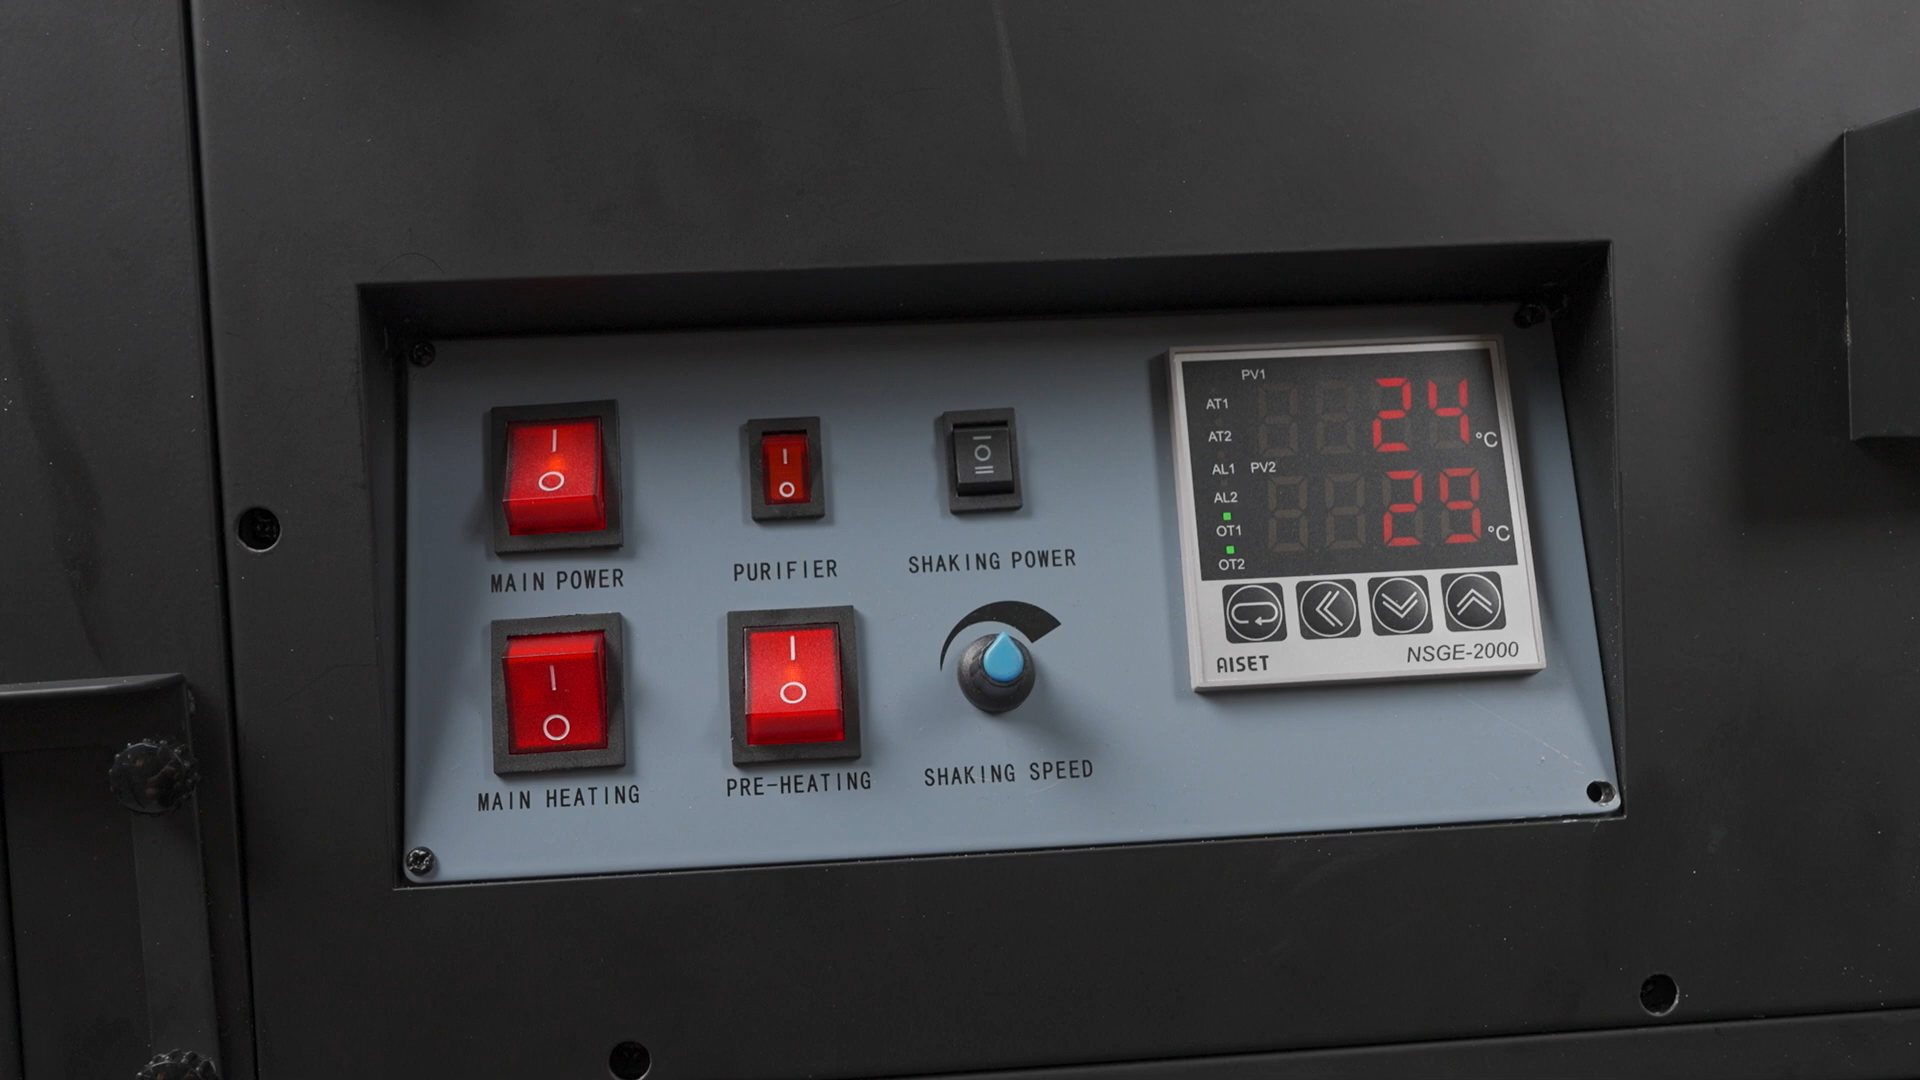 MAIN POWER
PURIFIER
SHAKING POWER
MAIN HEATING
PRE-HEATING
SHAKING SPEED
PV1
AT1
24 °C
AT2
AL1 PV2
AL2
29 °C
OT1
OT2
AISET
NSGE-2000